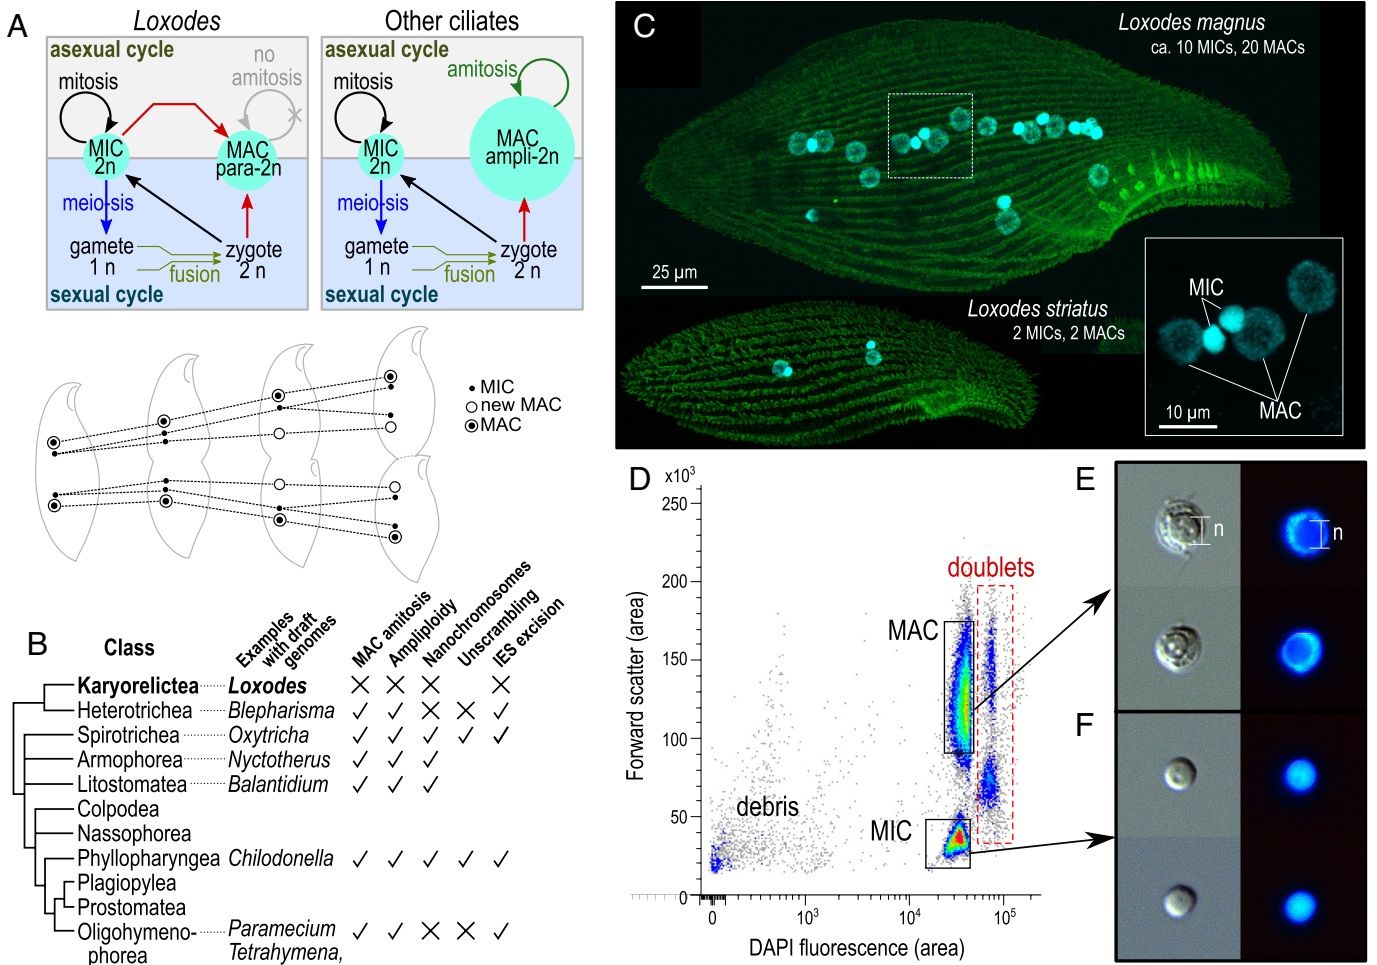 A
Loxodes
Other ciliates
asexual cycle
no
amitosis
mitosis
MIC
2n
MAC
para-2n
meio-sis
gamete
1 n
fusion
zygote
2 n
sexual cycle
asexual cycle
amitosis
mitosis
MIC
2n
MAC
ampli-2n
meio-sis
gamete
1 n
fusion
zygote
2 n
sexual cycle
MIC
new MAC
MAC
B
Class
Examples
with draft
genomes
MAC amitosis
Ampliploidy
Nanochromosomes
Unscrambling
IES excision
Karyorelictea Loxodes
Heterotrichea Blepharisma
Spirotrichea Oxytricha
Armophorea Nyctotherus
Litostomatea Balantidium
Colpodea
Nassophorea
Phyllopharyngea Chilodonella
Plagiopylea
Prostomatea
Oligohymeno- Paramecium
phorea Tetrahymena,
C
Loxodes magnus
ca. 10 MICs, 20 MACs
25 µm
Loxodes striatus
2 MICs, 2 MACs
MIC
MAC
10 µm
D
x10³
250
200
150
100
50
0
Forward scatter (area)
doublets
MAC
debris
MIC
0 10³ 10⁴ 10⁵
DAPI fluorescence (area)
E
n
n
F